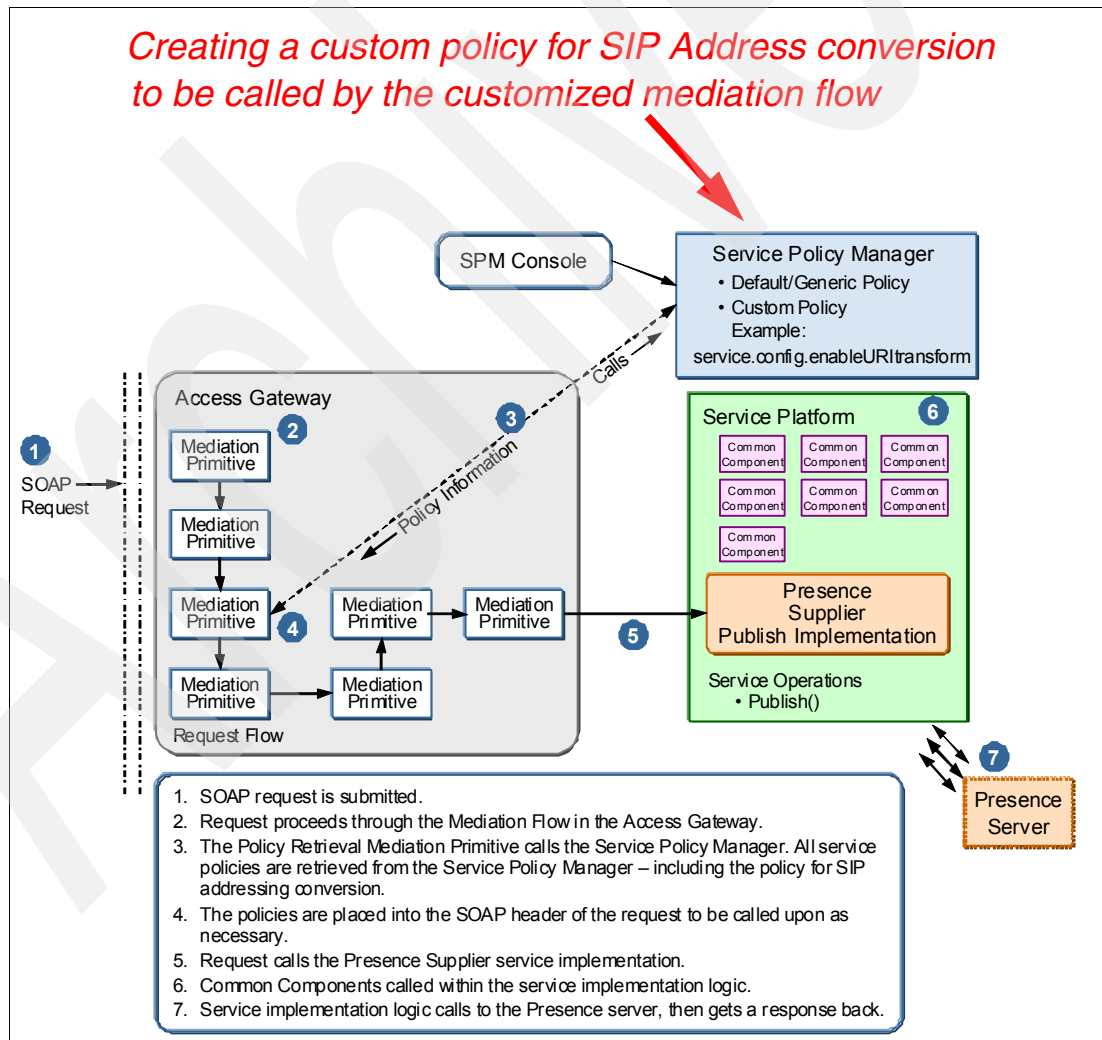 Creating a custom policy for SIP Address conversion
to be called by the customized mediation flow
SPM Console
Service Policy Manager
• Default/Generic Policy
• Custom Policy
Example:
service.config.enableURItransform
Calls
Policy Information
3
Access Gateway
1
SOAP
Request
2
Mediation
Primitive
Mediation
Primitive
Mediation
Primitive
4
Mediation
Primitive
Mediation
Primitive
Mediation
Primitive
Mediation
Primitive
Request Flow
5
Service Platform
6
Common
Component
Common
Component
Common
Component
Common
Component
Common
Component
Common
Component
Common
Component
Presence
Supplier
Publish Implementation
Service Operations
• Publish()
7
Presence
Server
1. SOAP request is submitted.
2. Request proceeds through the Mediation Flow in the Access Gateway.
3. The Policy Retrieval Mediation Primitive calls the Service Policy Manager. All service
policies are retrieved from the Service Policy Manager – including the policy for SIP
addressing conversion.
4. The policies are placed into the SOAP header of the request to be called upon as
necessary.
5. Request calls the Presence Supplier service implementation.
6. Common Components called within the service implementation logic.
7. Service implementation logic calls to the Presence server, then gets a response back.